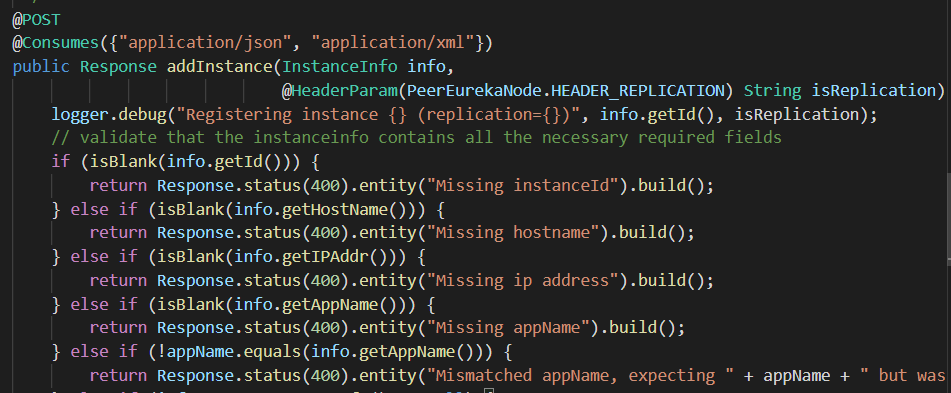 @POST
@Consumes({"application/json", "application/xml"})
public Response addInstance(InstanceInfo info,
@HeaderParam(PeerEurekaNode.HEADER_REPLICATION) String isReplication)
logger.debug("Registering instance {} (replication={})", info.getId(), isReplication);
// validate that the instanceinfo contains all the necessary required fields
if (isBlank(info.getId())) {
return Response.status(400).entity("Missing instanceId").build();
} else if (isBlank(info.getHostName())) {
return Response.status(400).entity("Missing hostname").build();
} else if (isBlank(info.getIPAddr())) {
return Response.status(400).entity("Missing ip address").build();
} else if (isBlank(info.getAppName())) {
return Response.status(400).entity("Missing appName").build();
} else if (!appName.equals(info.getAppName())) {
return Response.status(400).entity("Mismatched appName, expecting " + appName + " but was